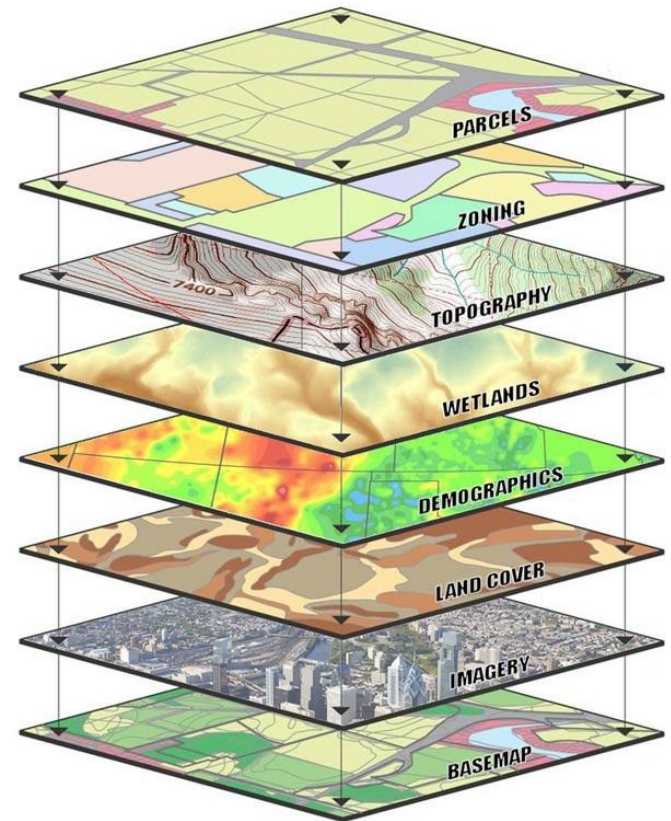 PARCELS
ZONING
7400
TOPOGRAPHY
WETLANDS
DEMOGRAPHICS
LAND COVER
IMAGERY
BASEMAP